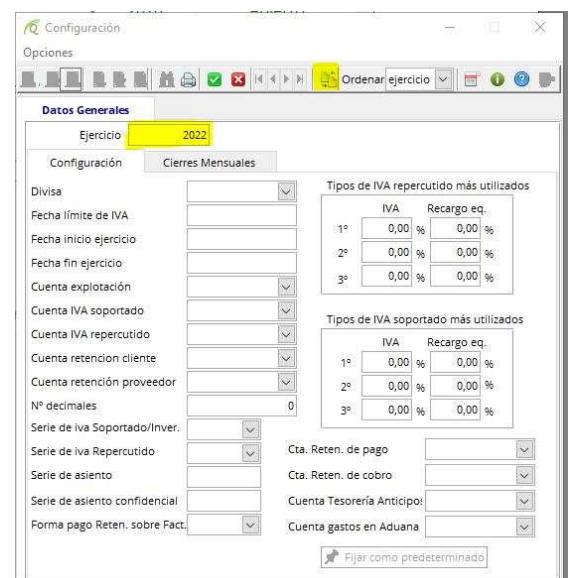 Configuración
Opciones
Ordenar ejercicio
Datos Generales
Ejercicio 2022
Configuración Cierres Mensuales
Divisa
Fecha límite de IVA
Fecha inicio ejercicio
Fecha fin ejercicio
Cuenta explotación
Cuenta IVA soportado
Cuenta IVA repercutido
Cuenta retencion cliente
Cuenta retención proveedor
Nº decimales 0
Serie de iva Soportado/Inver.
Serie de iva Repercutido
Serie de asiento
Serie de asiento confidencial
Forma pago Reten. sobre Fact.
Tipos de IVA repercutido más utilizados
IVA Recargo eq.
1º 0,00 % 0,00 %
2º 0,00 % 0,00 %
3º 0,00 % 0,00 %
Tipos de IVA soportado más utilizados
IVA Recargo eq.
1º 0,00 % 0,00 %
2º 0,00 % 0,00 %
3º 0,00 % 0,00 %
Cta. Reten. de pago
Cta. Reten. de cobro
Cuenta Tesorería Anticipo:
Cuenta gastos en Aduana
Fijar como predeterminado